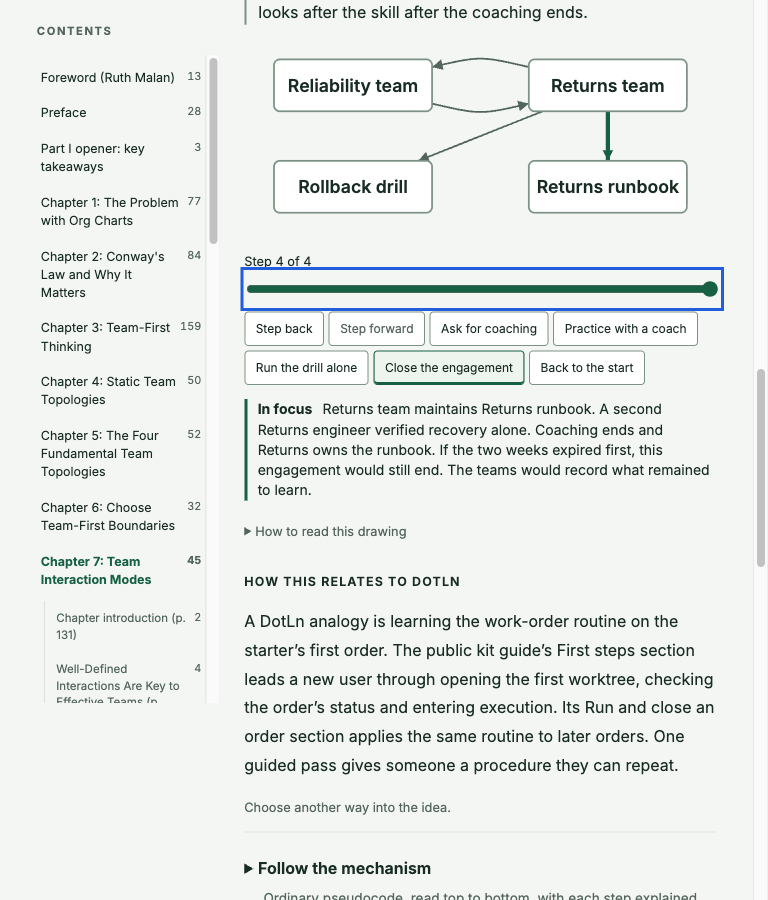 CONTENTS
Foreword (Ruth Malan) 13
Preface 28
Part I opener: key 3
takeaways
Chapter 1: The Problem 77
with Org Charts
Chapter 2: Conway's 84
Law and Why It
Matters
Chapter 3: Team-First 159
Thinking
Chapter 4: Static Team 50
Topologies
Chapter 5: The Four 52
Fundamental Team
Topologies
Chapter 6: Choose 32
Team-First Boundaries
Chapter 7: Team 45
Interaction Modes
Chapter introduction (p. 2
131)
Well-Defined 4
Interactions Are Key to
Effective Teams (p
looks after the skill after the coaching ends.
Reliability team
Returns team
Rollback drill
Returns runbook
Step 4 of 4
Step back
Step forward
Ask for coaching
Practice with a coach
Run the drill alone
Close the engagement
Back to the start
In focus Returns team maintains Returns runbook. A second
Returns engineer verified recovery alone. Coaching ends and
Returns owns the runbook. If the two weeks expired first, this
engagement would still end. The teams would record what remained
to learn.
How to read this drawing
HOW THIS RELATES TO DOTLN
A DotLn analogy is learning the work-order routine on the
starter’s first order. The public kit guide’s First steps section
leads a new user through opening the first worktree, checking
the order’s status and entering execution. Its Run and close an
order section applies the same routine to later orders. One
guided pass gives someone a procedure they can repeat.
Choose another way into the idea.
Follow the mechanism
Ordinary pseudocode, read top to bottom, with each step explained